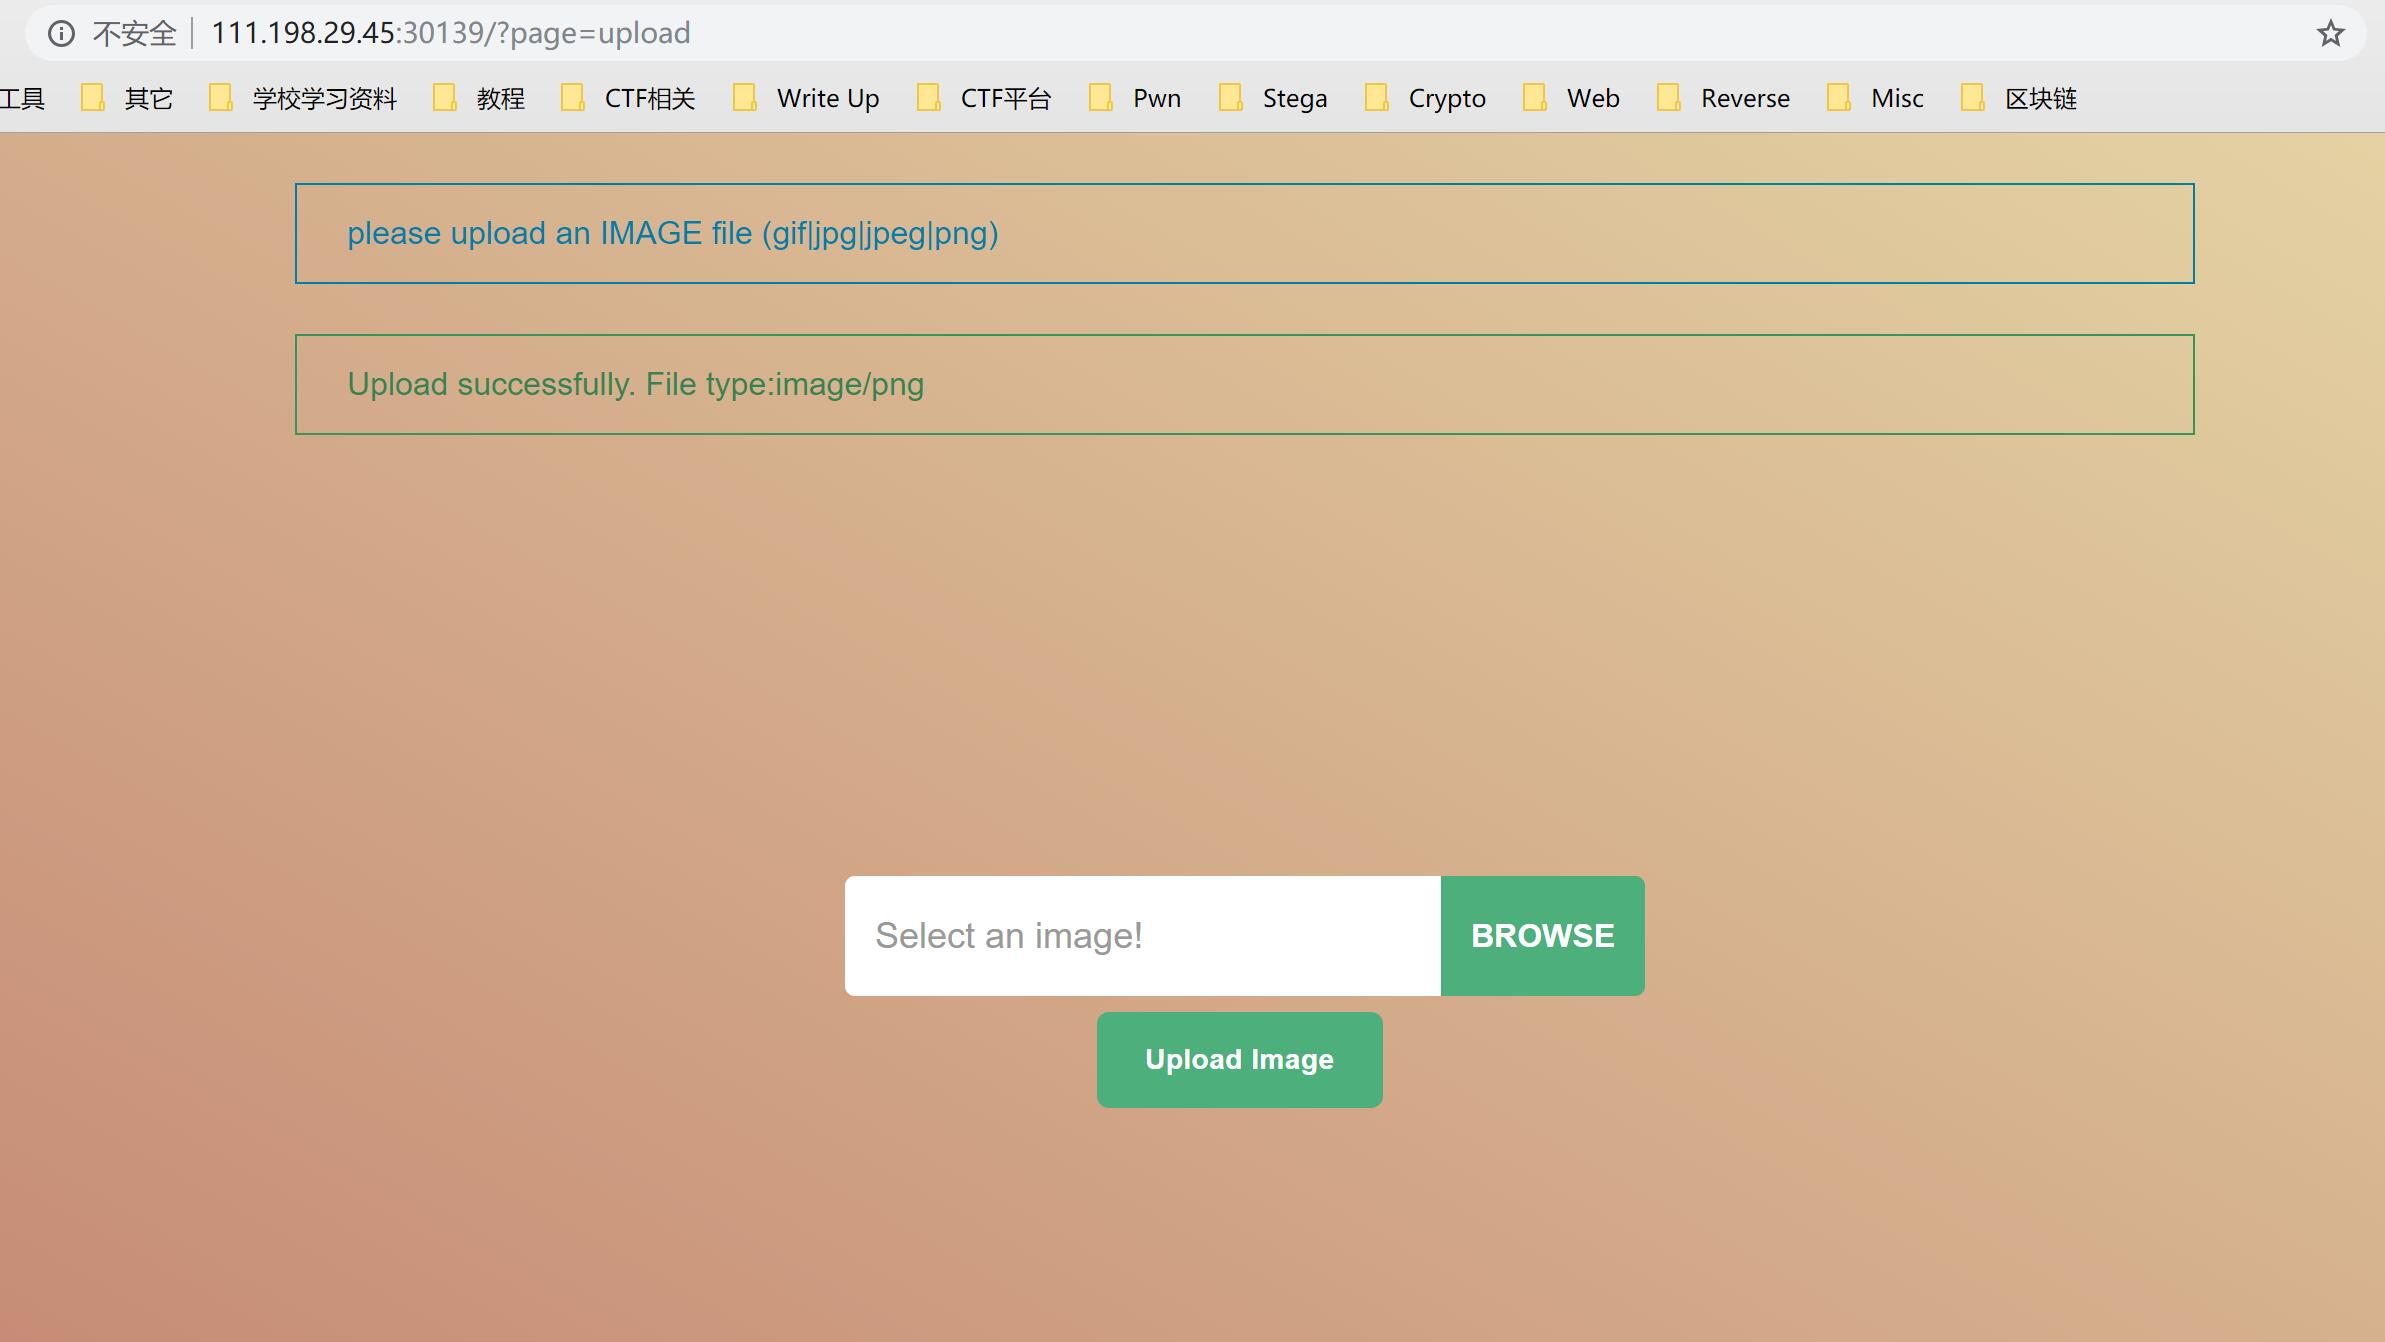 不安全 111.198.29.45:30139/?page=upload
工具 其它 学校学习资料 教程 CTF相关 Write Up CTF平台 Pwn Stega Crypto Web Reverse Misc 区块链
please upload an IMAGE file (gif|jpg|jpeg|png)
Upload successfully. File type:image/png
Select an image! BROWSE
Upload Image